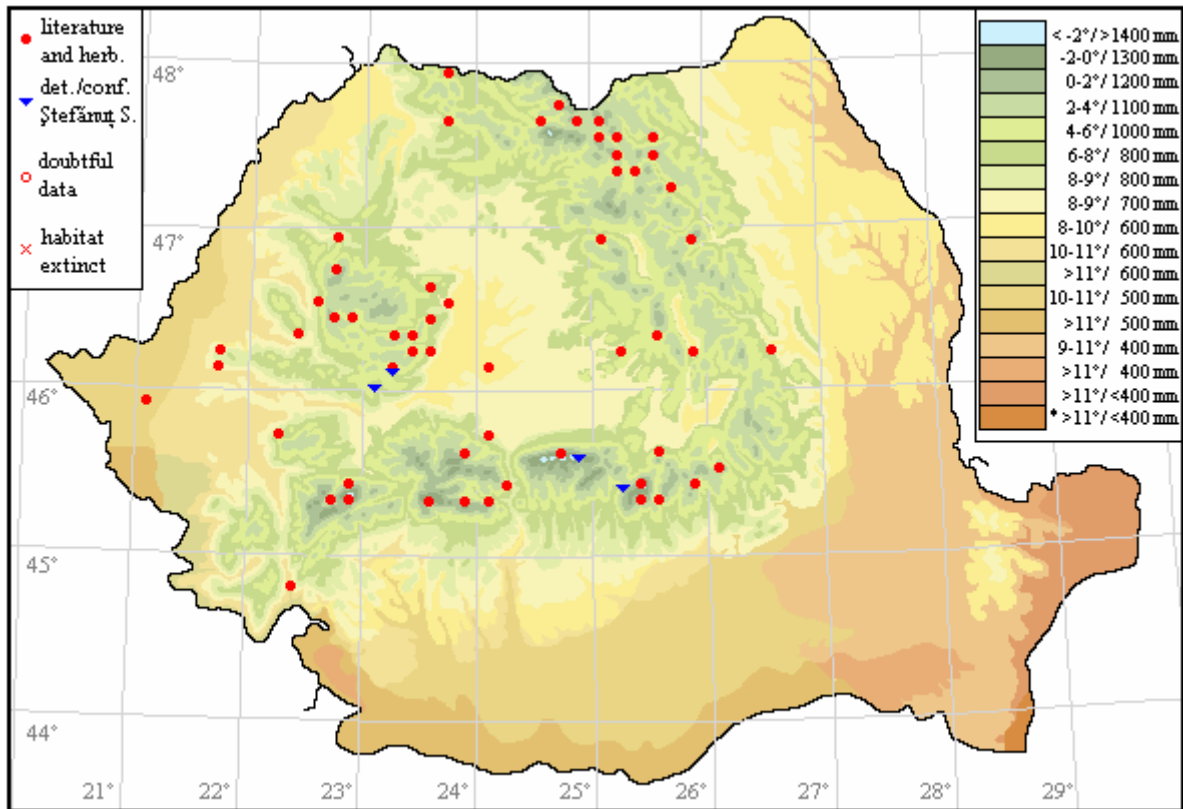 literature
and herb.
det./conf.
Ştefănuţ S.
doubtful
data
habitat
extinct
< -2°/>1400 mm
-2-0°/ 1300 mm
0-2°/ 1200 mm
2-4°/ 1100 mm
4-6°/ 1000 mm
6-8°/ 800 mm
8-9°/ 800 mm
8-9°/ 700 mm
8-10°/ 600 mm
10-11°/ 600 mm
>11°/ 600 mm
10-11°/ 500 mm
>11°/ 500 mm
9-11°/ 400 mm
>11°/ 400 mm
>11°/<400 mm
* >11°/<400 mm
48°
47°
46°
45°
44°
21° 22° 23 24 25° 26° 27° 28° 29°